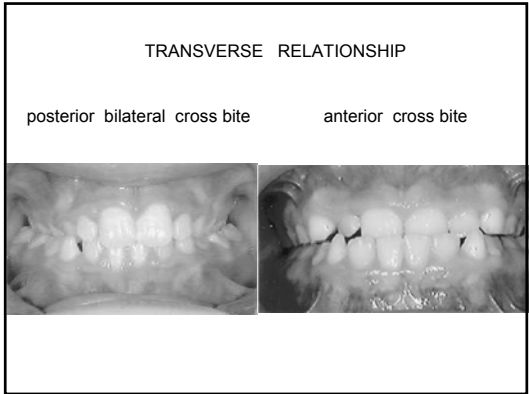 TRANSVERSE RELATIONSHIP
posterior bilateral cross bite
anterior cross bite